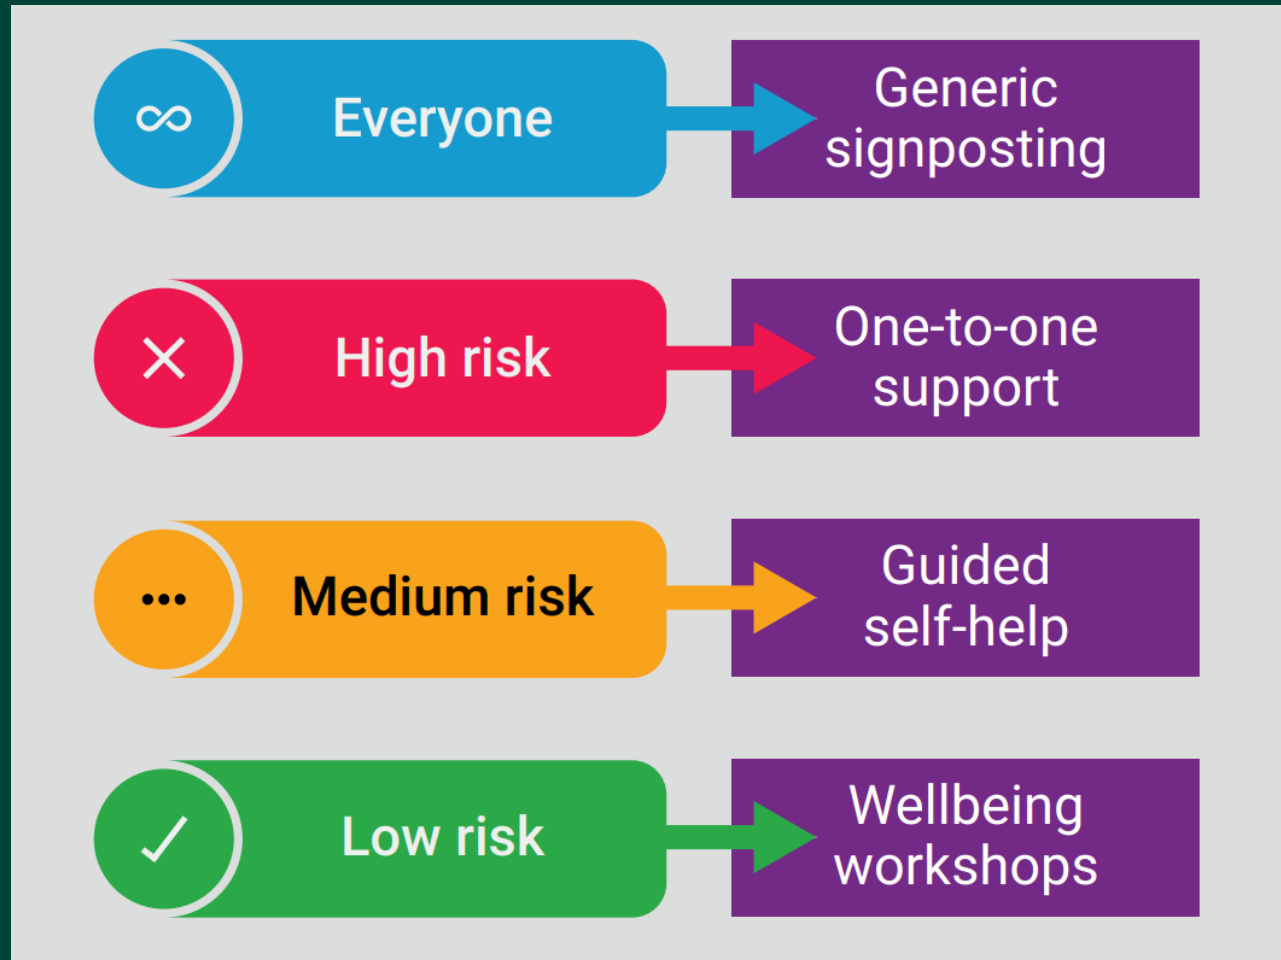 Everyone
Generic
signposting
High risk
One-to-one
support
Medium risk
Guided
self-help
Low risk
Wellbeing
workshops